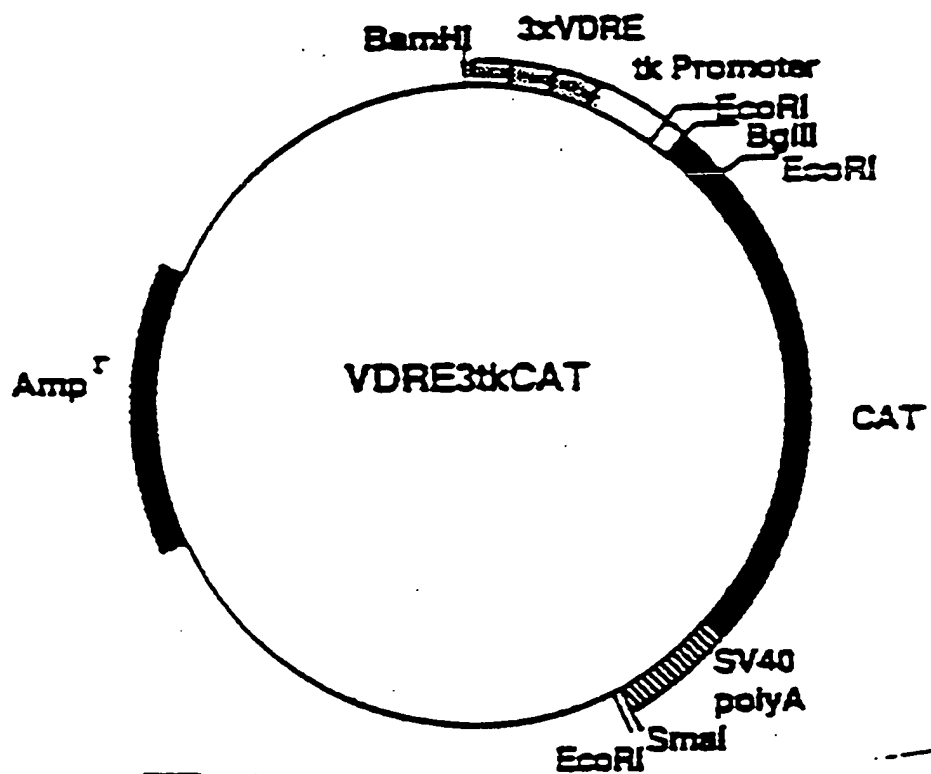 BamHI
3xVDRE
tk Promoter
EcoRI
BglII
EcoRI
Amp r
VDRE3tkCAT
CAT
SV40
polyA
SmaI
EcoRI